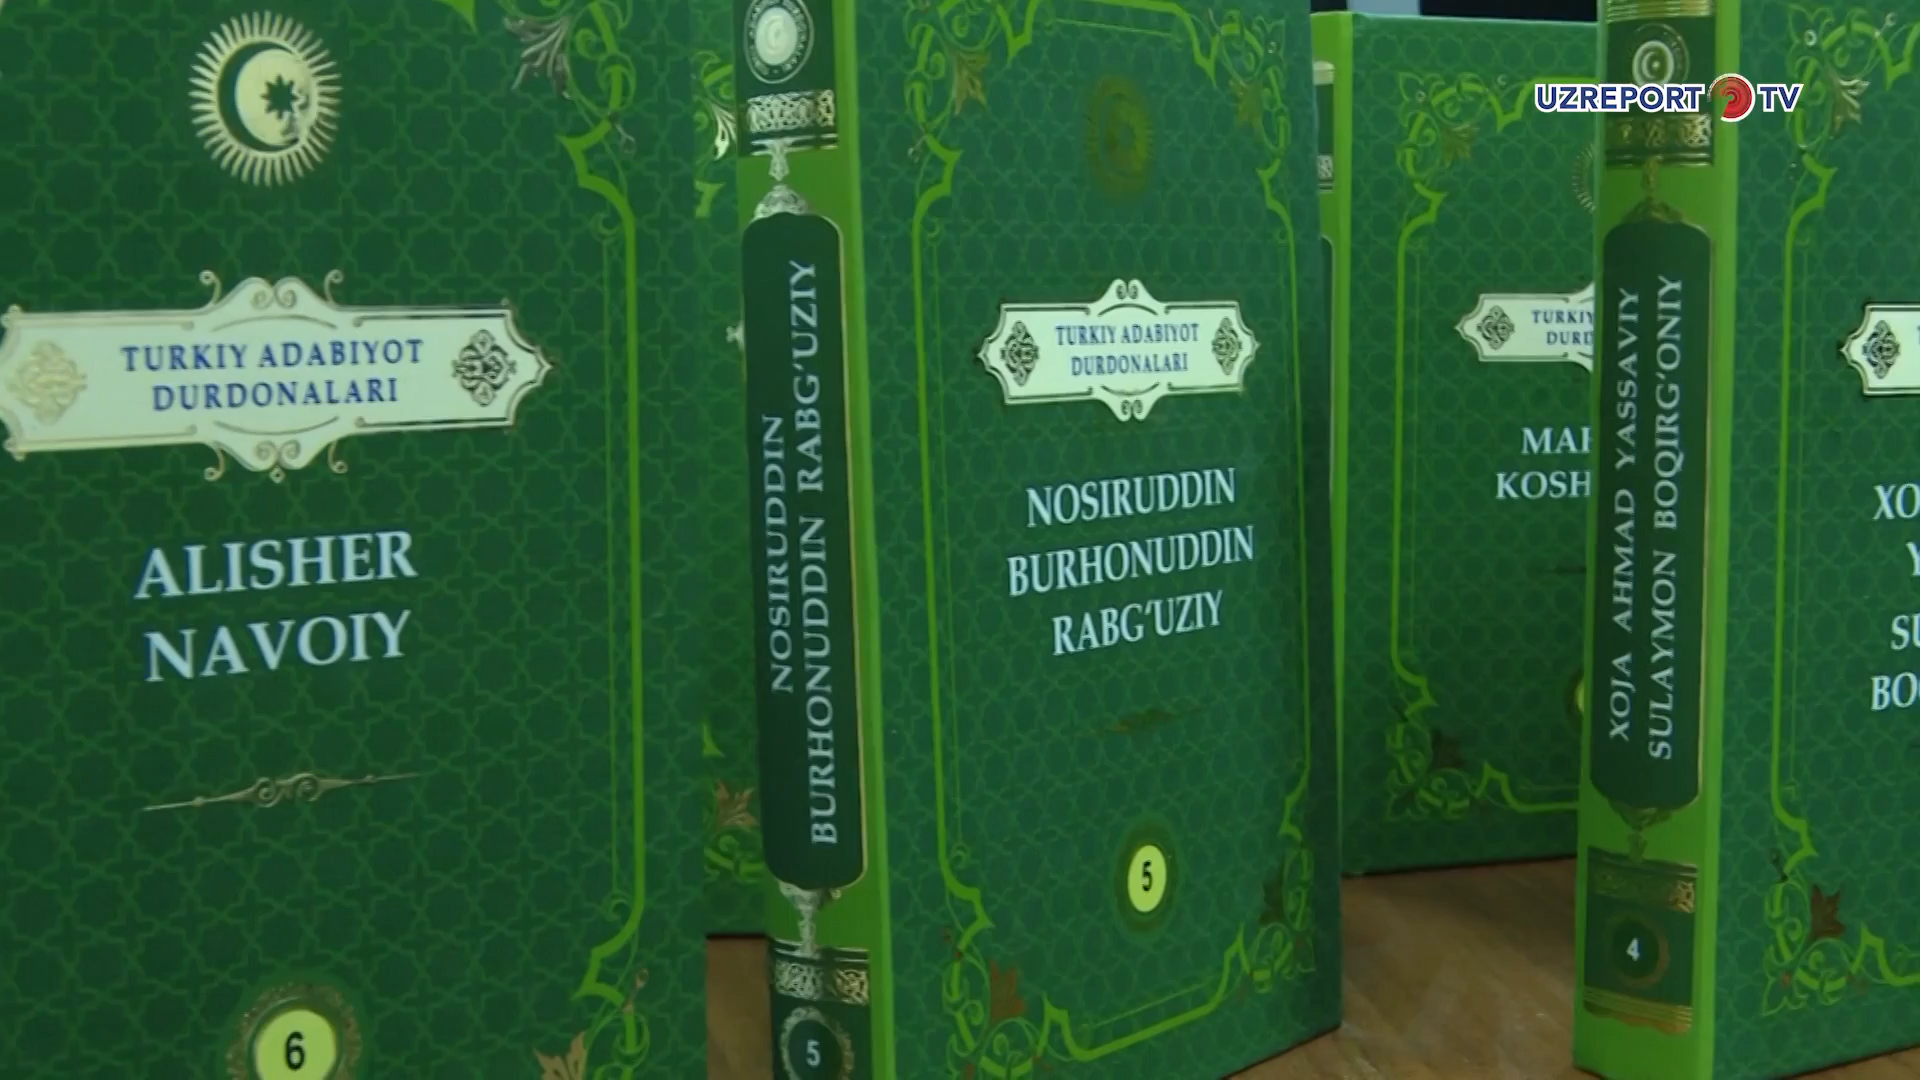 UZREPORT TV
TURKIY ADABIYOT
DURDONALARI
ALISHER
NAVOIY
6
NOSIRUDDIN
BURHONUDDIN RABG‘UZIY
5
TURKIY ADABIYOT
DURDONALARI
NOSIRUDDIN
BURHONUDDIN
RABG‘UZIY
5
XOJA AHMAD YASSAVIY
SULAYMON BOQIRG‘ONIY
4